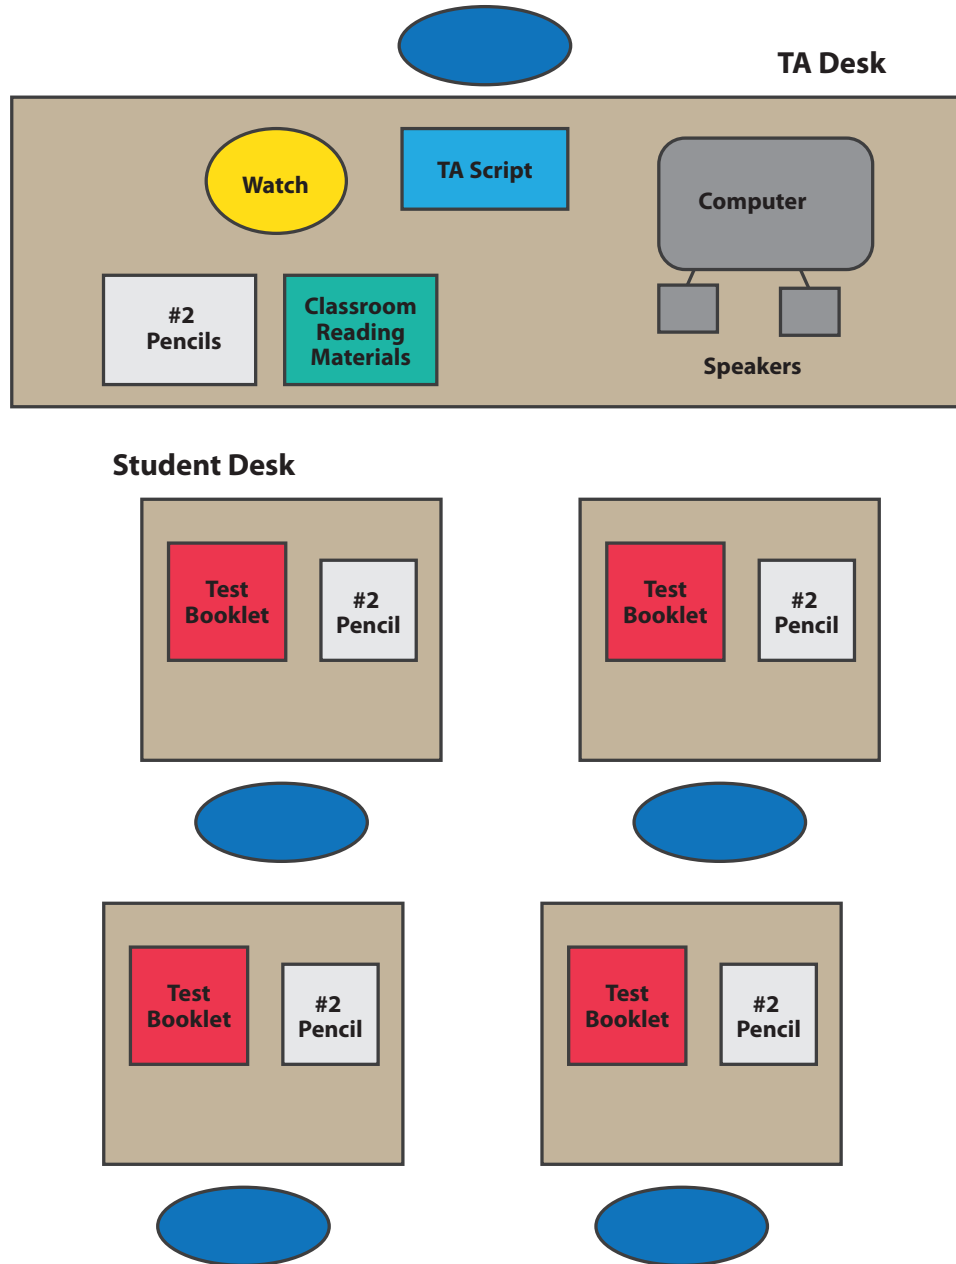 TA Desk
Watch
TA Script
Computer
#2
Pencils
Classroom
Reading
Materials
Speakers
Student Desk
Test
Booklet
#2
Pencil
Test
Booklet
#2
Pencil
Test
Booklet
#2
Pencil
Test
Booklet
#2
Pencil